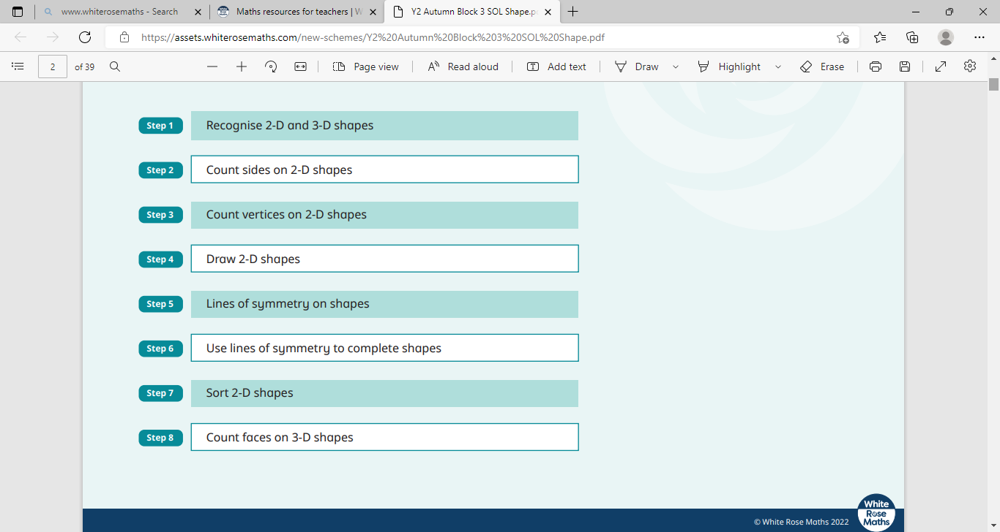 www.whiterosemaths - Search
Maths resources for teachers | W
Y2 Autumn Block 3 SOL Shape.p
https://assets.whiterosemaths.com/new-schemes/Y2%20Autumn%20Block%203%20SOL%20Shape.pdf
2 of 39
Page view
Read aloud
Add text
Draw
Highlight
Erase
Step 1 Recognise 2-D and 3-D shapes
Step 2 Count sides on 2-D shapes
Step 3 Count vertices on 2-D shapes
Step 4 Draw 2-D shapes
Step 5 Lines of symmetry on shapes
Step 6 Use lines of symmetry to complete shapes
Step 7 Sort 2-D shapes
Step 8 Count faces on 3-D shapes
© White Rose Maths 2022
White
Rose
Maths